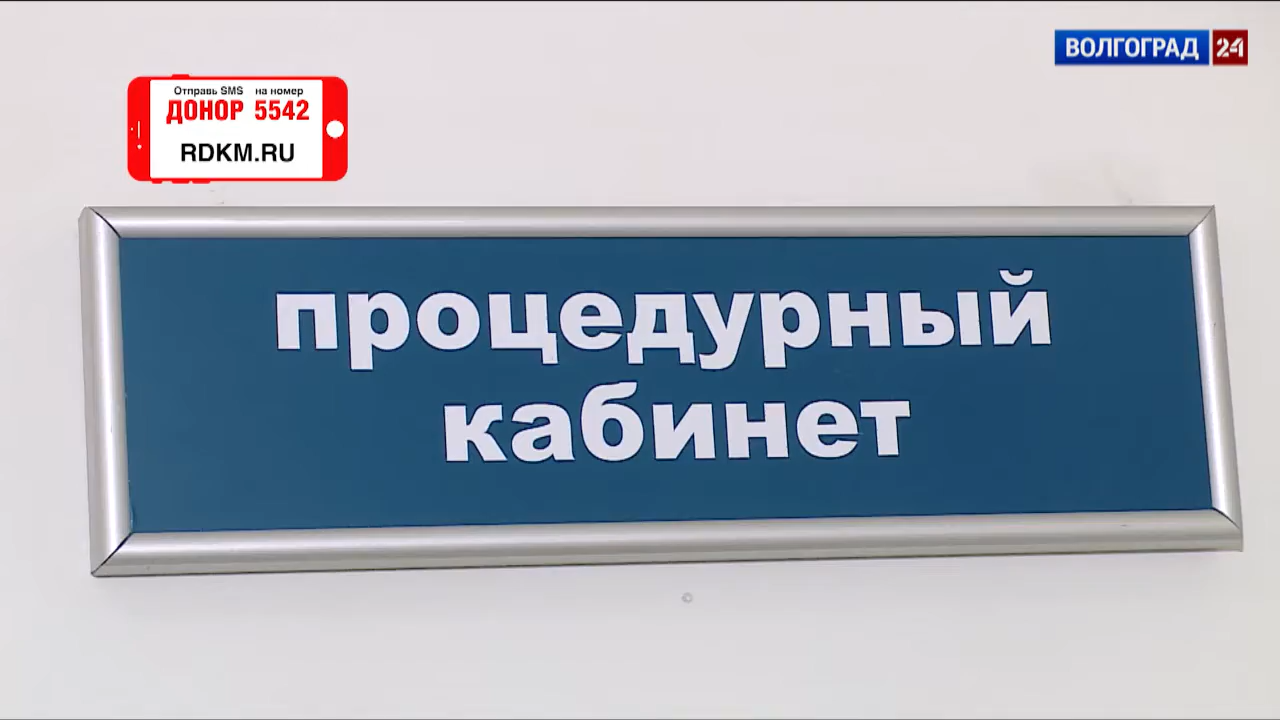 ВОЛГОГРАД 24
Отправь SMS на номер
ДОНОР 5542
RDKM.RU
процедурный
кабинет